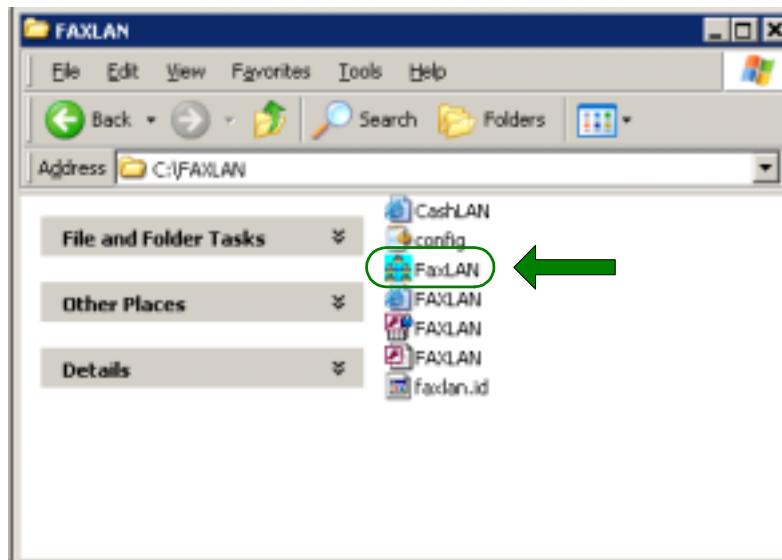 FAXLAN
File Edit View Favorites Tools Help
Back Search Folders
Address C:\FAXLAN
File and Folder Tasks
Other Places
Details
CashLAN
config
FaxLAN
FAXLAN
FAXLAN
FAXLAN
faxlan.id